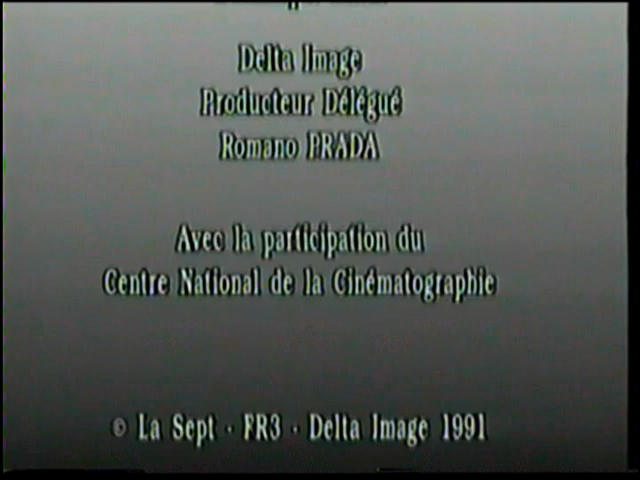 Delta Image
Producteur Délégué
Romano PRADA
Avec la participation du
Centre National de la Cinématographie
© La Sept - FR3 - Delta Image 1991